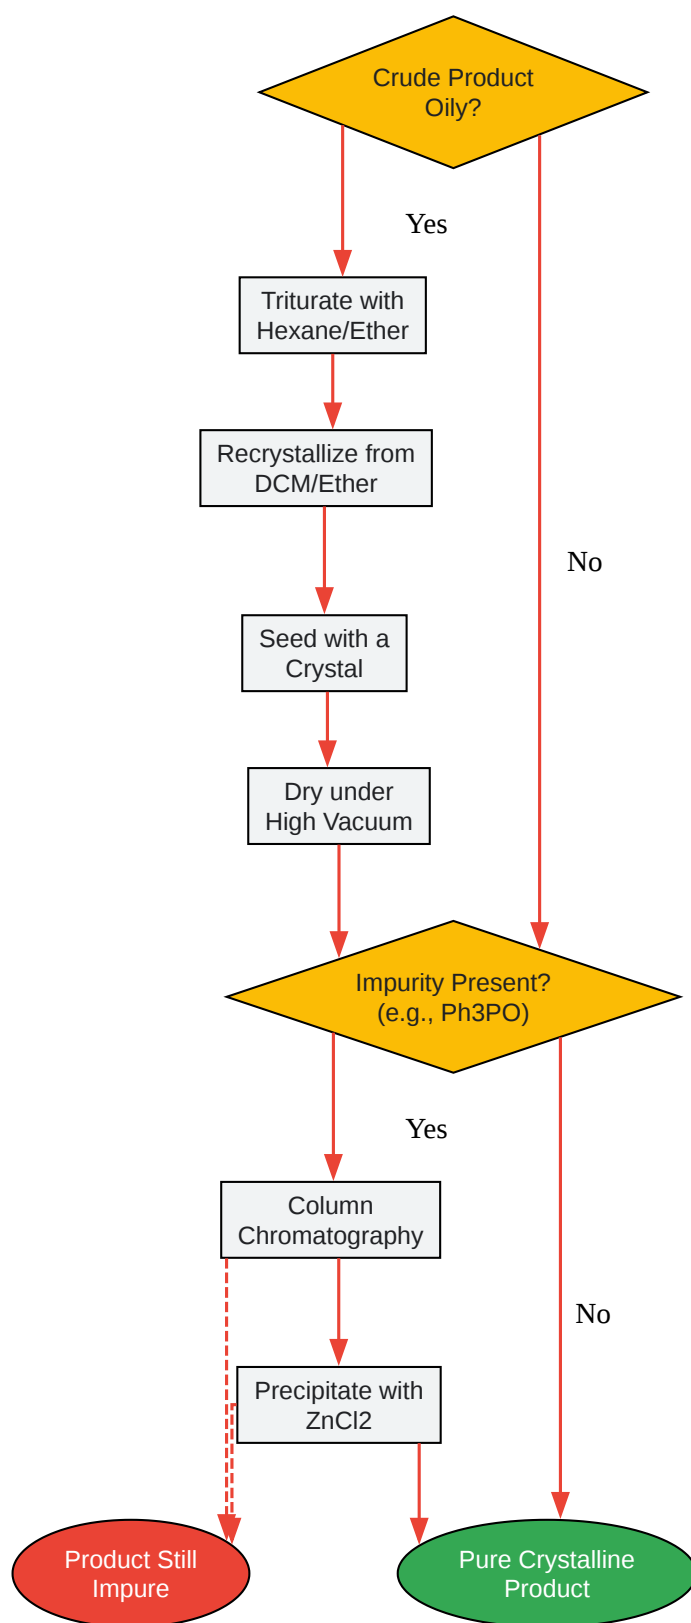 Crude Product
Oily?
Yes
Triturate with
Hexane/Ether
Recrystallize from
DCM/Ether
No
Seed with a
Crystal
Dry under
High Vacuum
Impurity Present?
(e.g., Ph3PO)
Yes
Column
Chromatography
No
Precipitate with
ZnCl2
Product Still
Impure
Pure Crystalline
Product